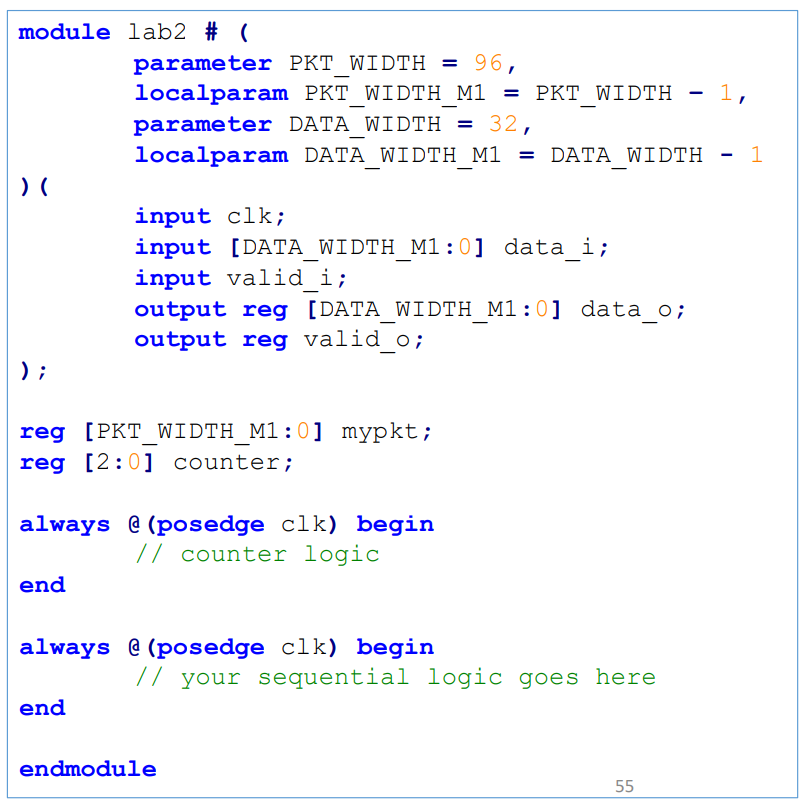 module lab2 # (
parameter PKT_WIDTH = 96,
localparam PKT_WIDTH_M1 = PKT_WIDTH – 1,
parameter DATA_WIDTH = 32,
localparam DATA_WIDTH_M1 = DATA_WIDTH - 1
)(
input clk;
input [DATA_WIDTH_M1:0] data_i;
input valid_i;
output reg [DATA_WIDTH_M1:0] data_o;
output reg valid_o;
);
reg [PKT_WIDTH_M1:0] mypkt;
reg [2:0] counter;
always @(posedge clk) begin
// counter logic
end
always @(posedge clk) begin
// your sequential logic goes here
end
endmodule
55